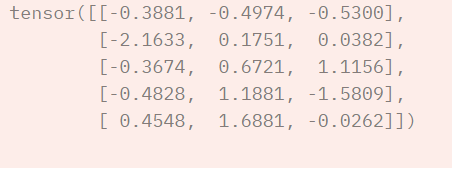 tensor([[-0.3881, -0.4974, -0.5300],
        [-2.1633,  0.1751,  0.0382],
        [-0.3674,  0.6721,  1.1156],
        [-0.4828,  1.1881, -1.5809],
        [ 0.4548,  1.6881, -0.0262]])